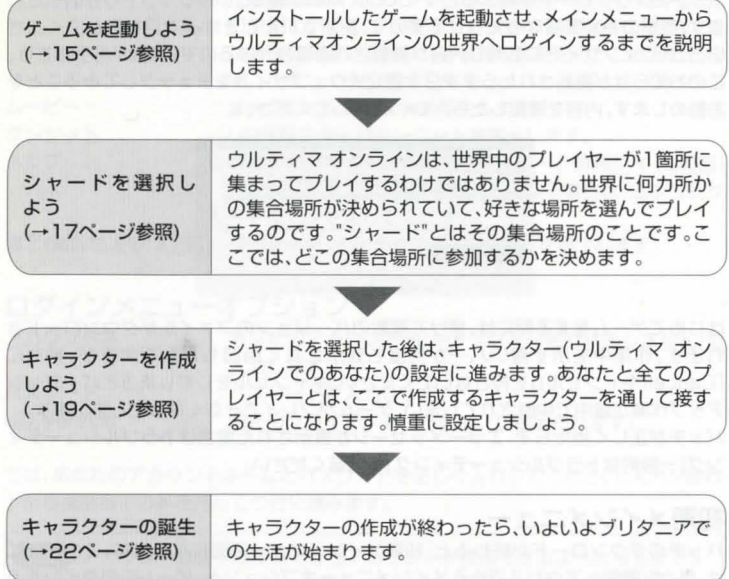 ゲームを起動しよう
(→15ページ参照)
インストールしたゲームを起動させ、メインメニューから
ウルティマオンラインの世界へログインするまでを説明
します。
シャードを選択し
よう
(→17ページ参照)
ウルティマ オンラインは、世界中のプレイヤーが1箇所に
集まってプレイするわけではありません。世界に何カ所か
の集合場所が決められていて、好きな場所を選んでプレイ
するのです。"シャード"とはその集合場所のことです。こ
こでは、どこの集合場所に参加するかを決めます。
キャラクターを作成
しよう
(→19ページ参照)
シャードを選択した後は、キャラクター(ウルティマ オン
ラインでのあなた)の設定に進みます。あなたと全てのプ
レイヤーとは、ここで作成するキャラクターを通して接す
ることになります。慎重に設定しましょう。
キャラクターの誕生
(→22ページ参照)
キャラクターの作成が終わったら、いよいよブリタニアで
の生活が始まります。